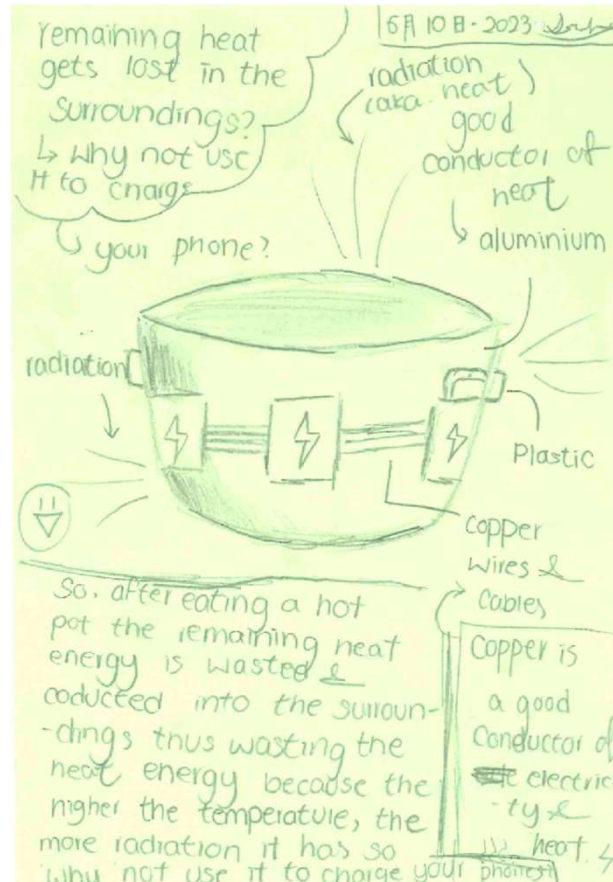 remaining heat
gets lost in the
surroundings?
↳ why not use
it to charge
your phone?
6月10日·2023
radiation
(aka. heat)
good
conductor of
heat
↳ aluminium
radiation
Plastic
copper
wires &
cables
So, after eating a hot
pot the remaining heat
energy is wasted &
coducted into the surroun-
-dings thus wasting the
heat energy because the
higher the temperature, the
more radiation it has so
why not use it to charge your phones?
Copper is
a good
conductor of
electric
-ty &
heat.